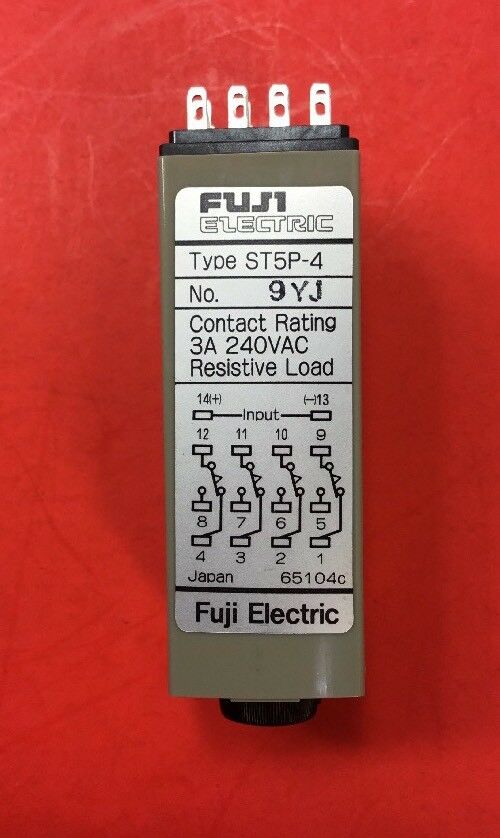 FUJI
ELECTRIC
Type ST5P-4
No. 9YJ
Contact Rating
3A 240VAC
Resistive Load
14(+) (−)13
Input
12 11 10 9
8 7 6 5
4 3 2 1
Japan 65104c
Fuji Electric